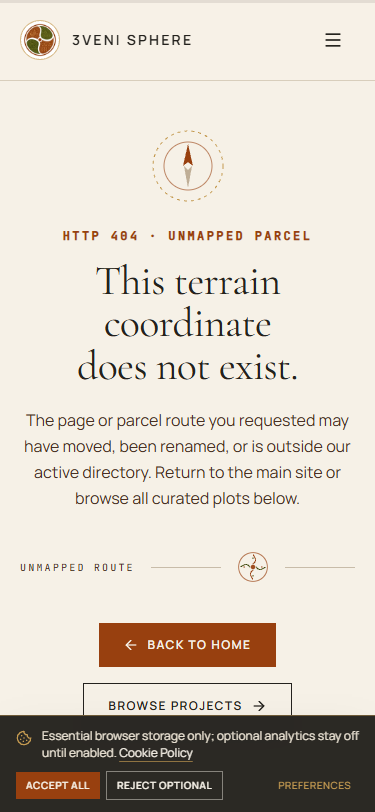 3VENI SPHERE
HTTP 404 · UNMAPPED PARCEL
This terrain
coordinate
does not exist.
The page or parcel route you requested may
have moved, been renamed, or is outside our
active directory. Return to the main site or
browse all curated plots below.
UNMAPPED ROUTE
← BACK TO HOME
BROWSE PROJECTS →
Essential browser storage only; optional analytics stay off
until enabled. Cookie Policy
ACCEPT ALL REJECT OPTIONAL PREFERENCES